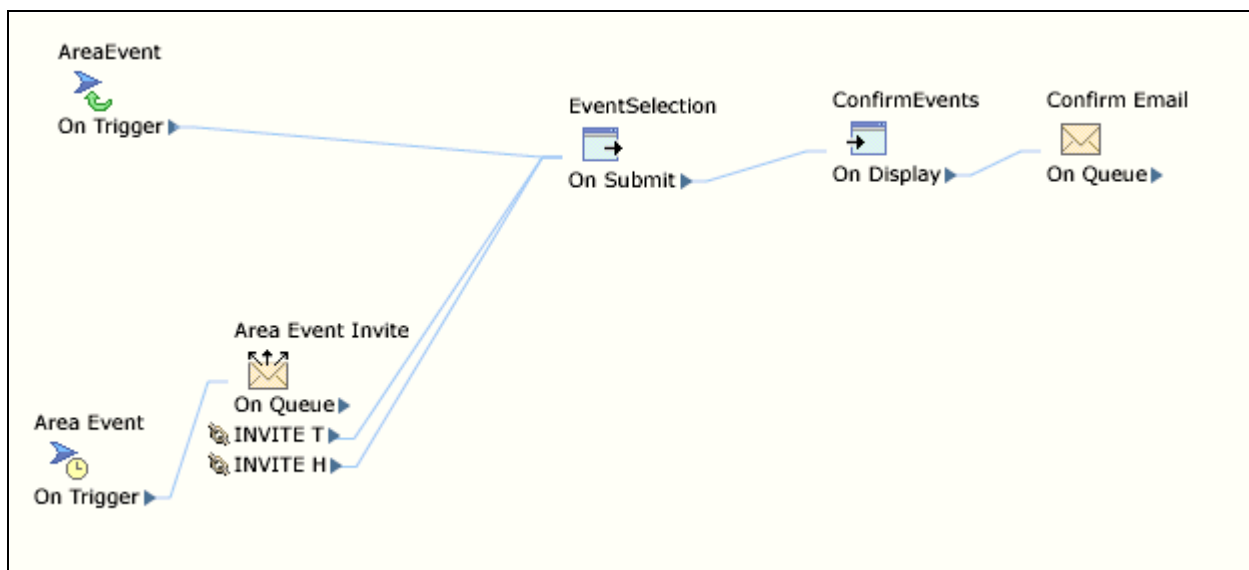 AreaEvent
On Trigger
EventSelection
On Submit
ConfirmEvents
On Display
Confirm Email
On Queue
Area Event Invite
On Queue
INVITE T
INVITE H
Area Event
On Trigger